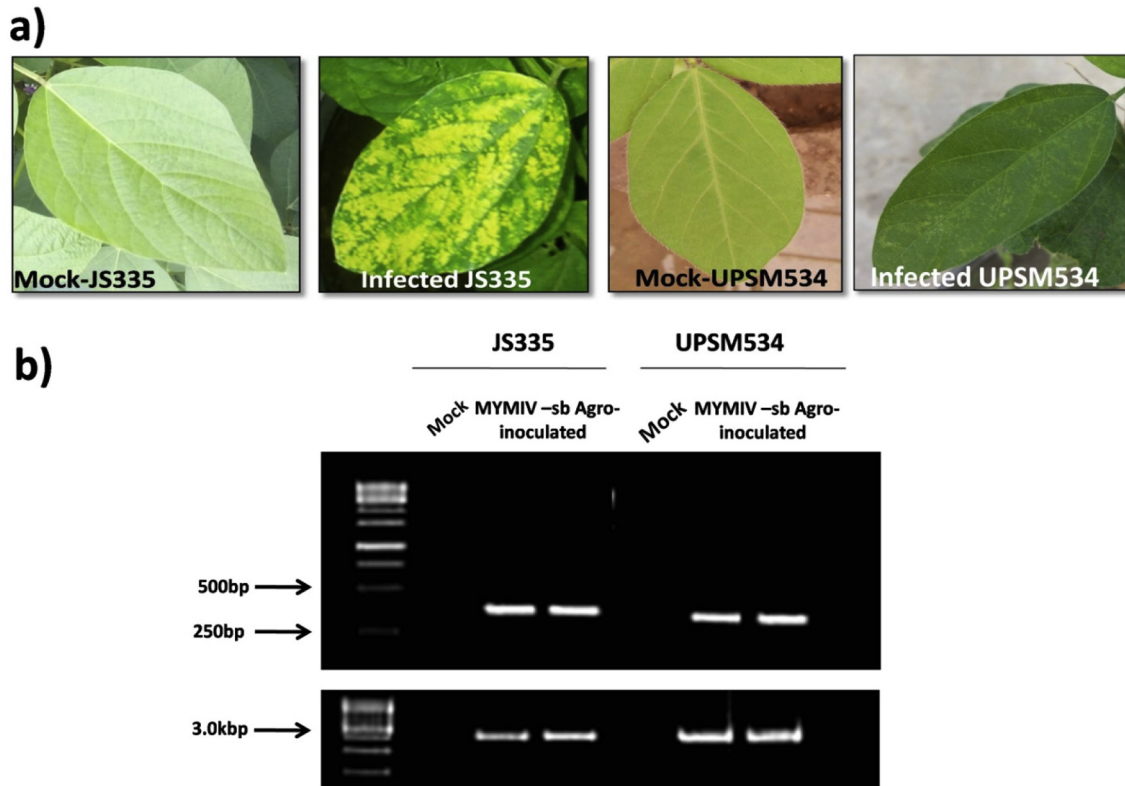 a)
Mock-JS335
Infected JS335
Mock-UPSM534
Infected UPSM534
b)
JS335
UPSM534
Mock
MYMIV –sb Agro-
inoculated
Mock
MYMIV –sb Agro-
inoculated
500bp
250bp
3.0kbp